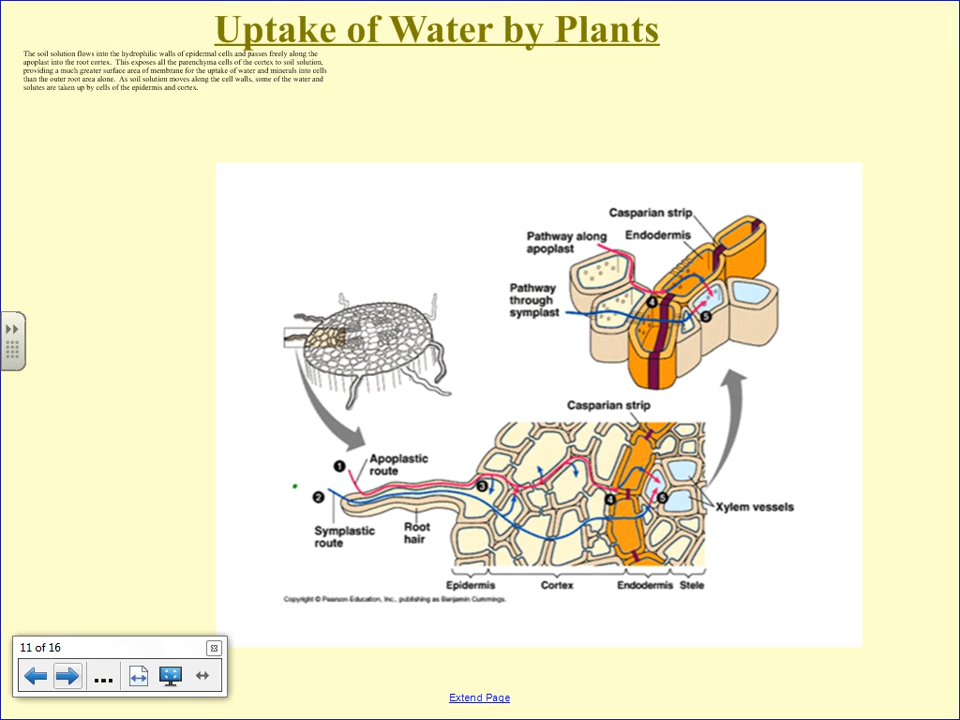 Uptake of Water by Plants
The soil solution flows into the hydrophilic walls of epidermal cells and passes freely along the
apoplast into the root cortex. This exposes all the parenchyma cells of the cortex to soil solution,
providing a much greater surface area of membrane for the uptake of water and minerals into cells
than the outer root area alone. As soil solution moves along the cell walls, some of the water and
solutes are taken up by cells of the epidermis and cortex.
Casparian strip
Pathway along
apoplast
Endodermis
Pathway
through
symplast
4
5
Casparian strip
1
Apoplastic
route
2
3
4
5
Xylem vessels
Symplastic
route
Root
hair
Epidermis
Cortex
Endodermis
Stele
Copyright © Pearson Education, Inc., publishing as Benjamin Cummings.
11 of 16
...
Extend Page